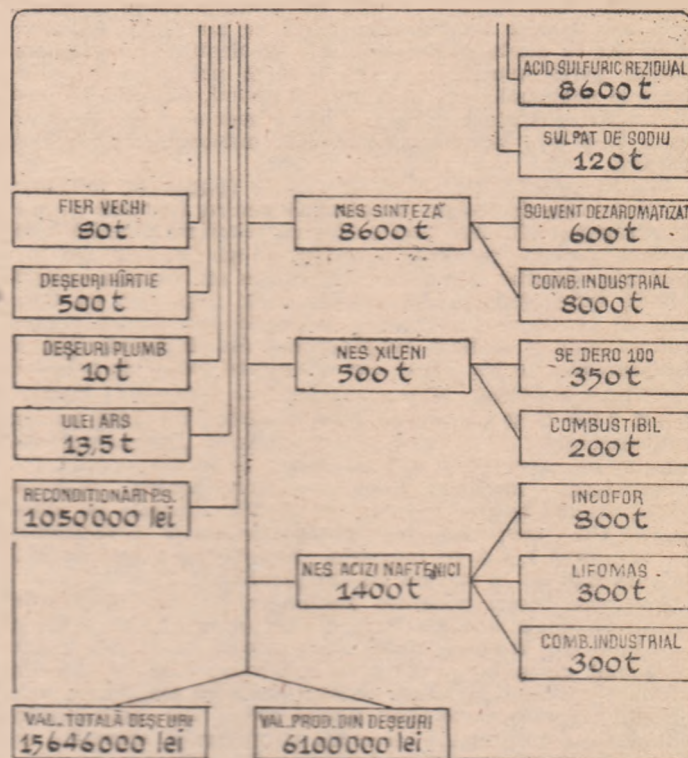 ACID SULFURIC REZIDUAL
8600 t
SULPAT DE SODIU
120 t
FIER VECHI
80 t
NES SINTEZĂ
8600 t
SOLVENT DEZAROMATIZAT
600 t
DEȘEURI HÎRTIE
500 t
COMB. INDUSTRIAL
8000 t
DEȘEURI PLUMB
10 t
NES XILENI
500 t
SE DERO 100
350 t
ULEI ARS
13,5 t
COMBUSTIBIL
200 t
RECONDIȚIONĂRI P.S.
1050000 lei
INCOFOR
800 t
NES ACIZI NAFTENICI
1400 t
LIFOMAS
300 t
COMB. INDUSTRIAL
300 t
VAL. TOTALĂ DEȘEURI
15646000 lei
VAL. PROD. DIN DEȘEURI
6100000 lei